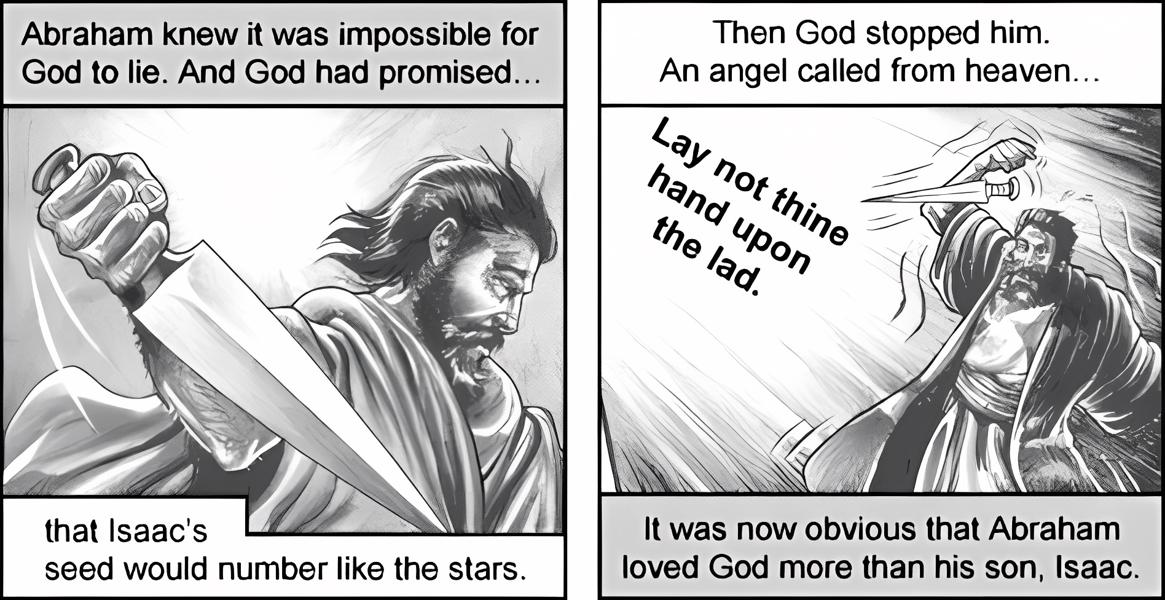 Abraham knew it was impossible for
God to lie. And God had promised...
that Isaac's
seed would number like the stars.
Then God stopped him.
An angel called from heaven...
Lay not thine
hand upon
the lad.
It was now obvious that Abraham
loved God more than his son, Isaac.